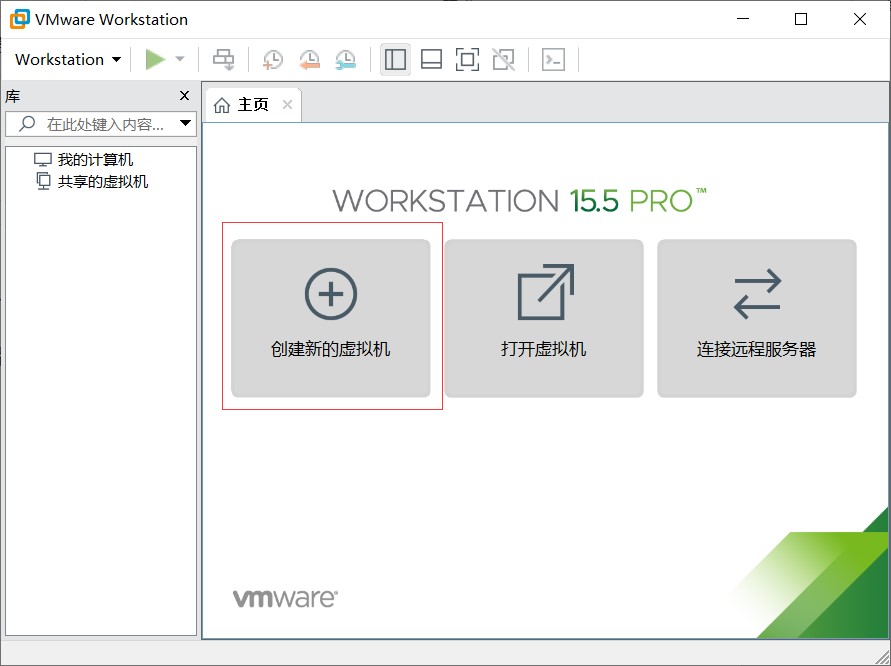 VMware Workstation
Workstation
库
主页
在此处键入内容...
我的计算机
共享的虚拟机
WORKSTATION 15.5 PRO™
创建新的虚拟机
打开虚拟机
连接远程服务器
vmware®